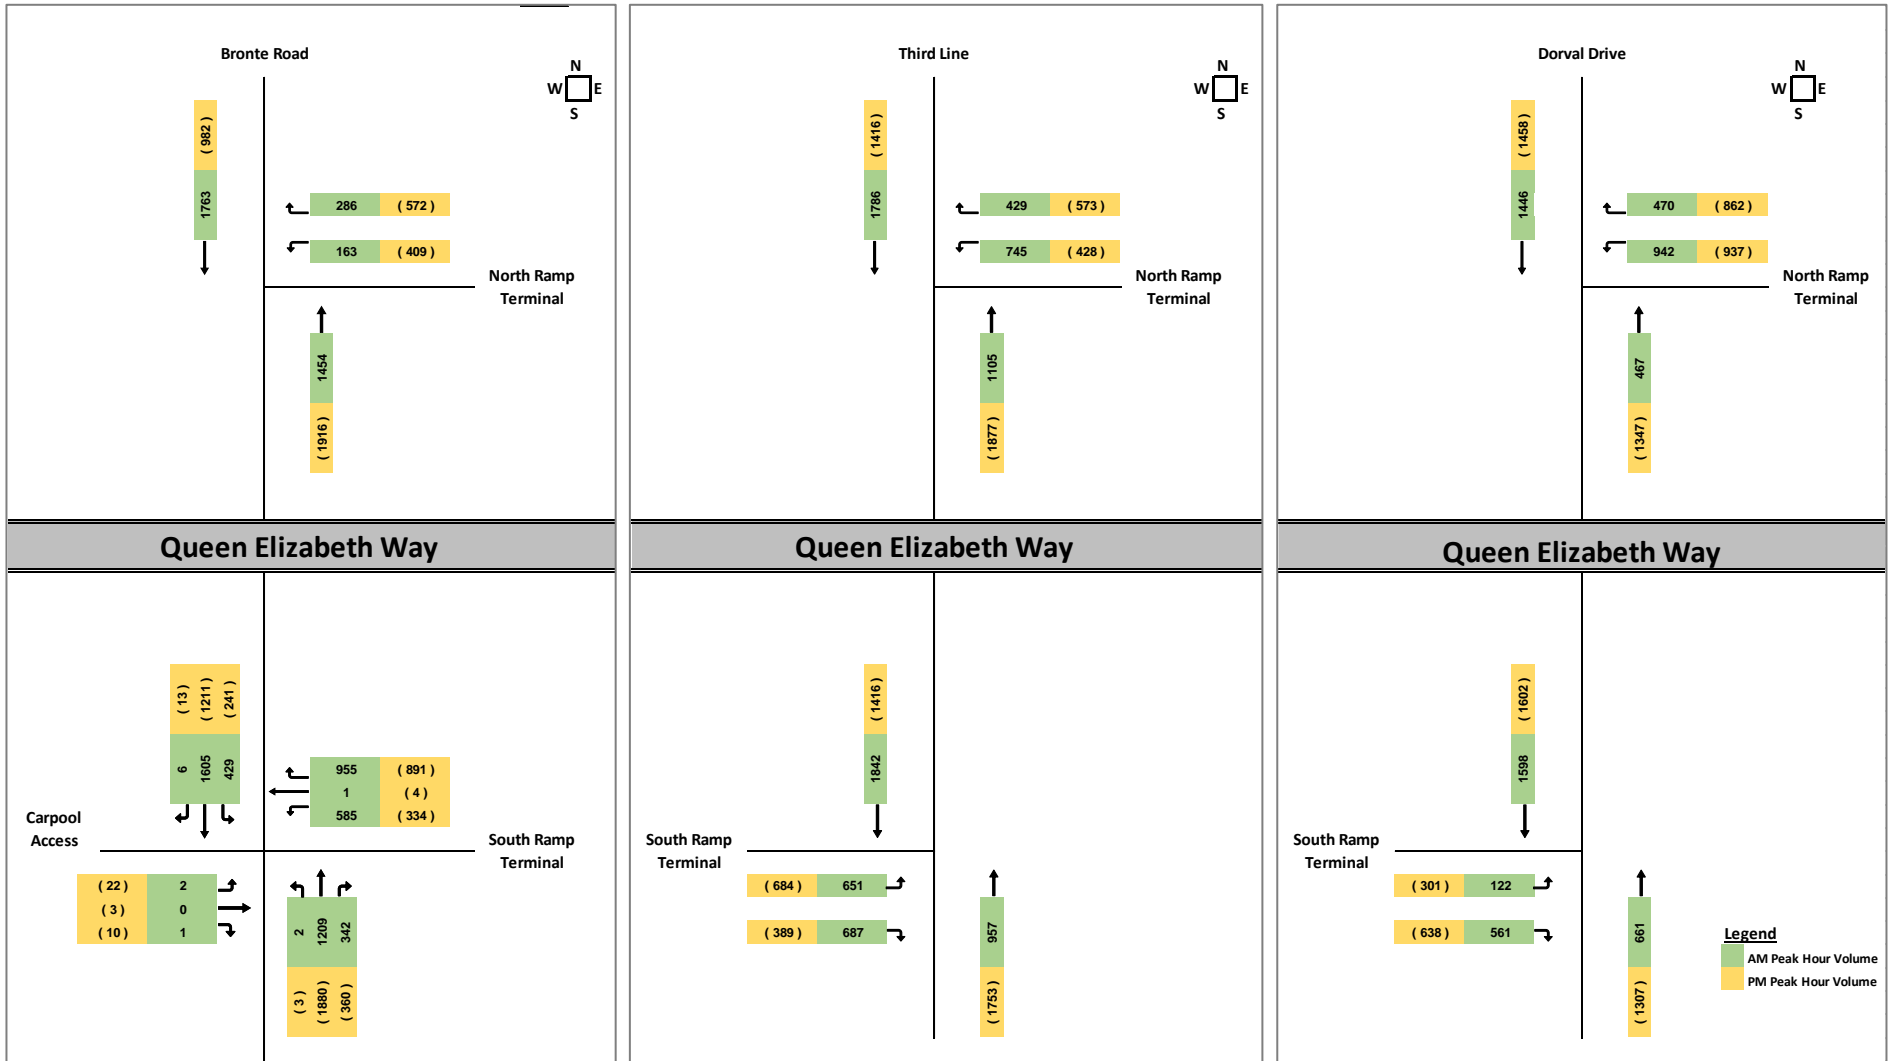 Bronte Road
N
W E
S
( 982 )
1763
286 ( 572 )
163 ( 409 )
North Ramp
Terminal
1454
( 1916 )
Queen Elizabeth Way
( 13 ) ( 1211 ) ( 241 )
6 1605 429
955 ( 891 )
1 ( 4 )
585 ( 334 )
Carpool
Access
South Ramp
Terminal
( 22 ) 2
( 3 ) 0
( 10 ) 1
2 1209 342
( 3 ) ( 1880 ) ( 360 )
Third Line
N
W E
S
( 1416 )
1786
429 ( 573 )
745 ( 428 )
North Ramp
Terminal
1105
( 1877 )
Queen Elizabeth Way
( 1416 )
1842
South Ramp
Terminal
( 684 ) 651
( 389 ) 687
957
( 1753 )
Dorval Drive
N
W E
S
( 1458 )
1446
470 ( 862 )
942 ( 937 )
North Ramp
Terminal
467
( 1347 )
Queen Elizabeth Way
( 1602 )
1598
South Ramp
Terminal
( 301 ) 122
( 638 ) 561
661
( 1307 )
Legend
AM Peak Hour Volume
PM Peak Hour Volume